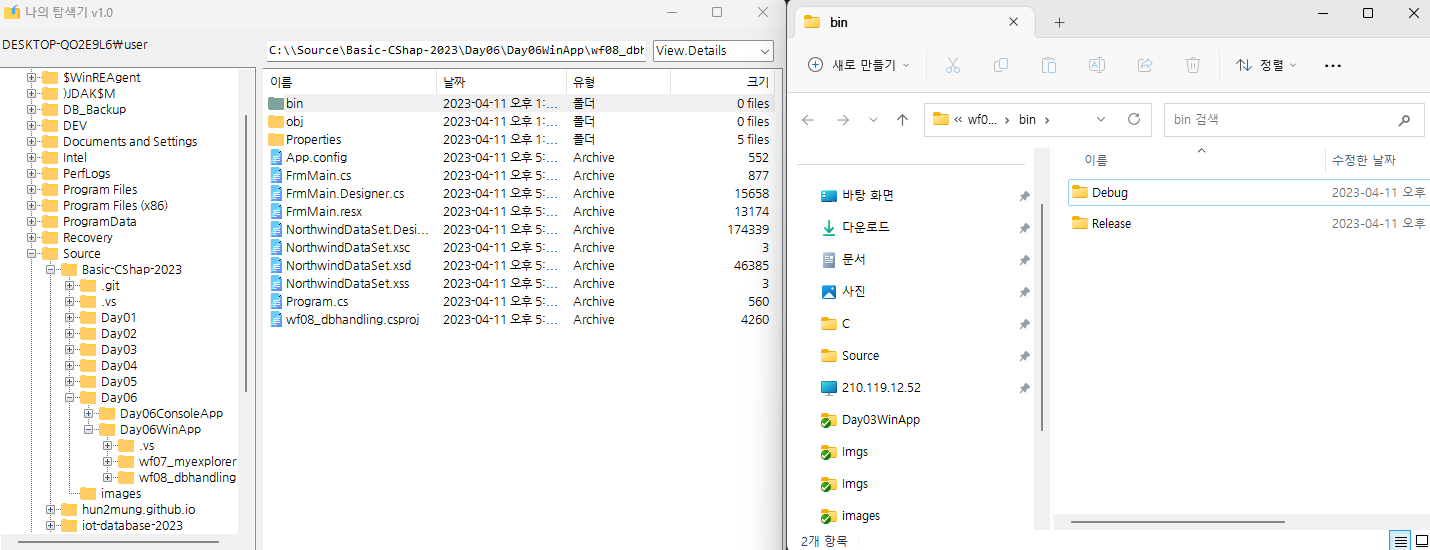 나의 탐색기 v1.0
DESKTOP-QO2E9L6\user
C:\\Source\Basic-CShap-2023\Day06\Day06WinApp\wf08_dbh
View.Details
$WinREAgent
)JDAK$M
DB_Backup
DEV
Documents and Settings
Intel
PerfLogs
Program Files
Program Files (x86)
ProgramData
Recovery
Source
Basic-CShap-2023
.git
.vs
Day01
Day02
Day03
Day04
Day05
Day06
Day06ConsoleApp
Day06WinApp
.vs
wf07_myexplorer
wf08_dbhandling
images
hun2mung.github.io
iot-database-2023
이름 날짜 유형 크기
bin 2023-04-11 오후 1:... 폴더 0 files
obj 2023-04-11 오후 1:... 폴더 0 files
Properties 2023-04-11 오후 1:... 폴더 5 files
App.config 2023-04-11 오후 5:... Archive 552
FrmMain.cs 2023-04-11 오후 5:... Archive 877
FrmMain.Designer.cs 2023-04-11 오후 5:... Archive 15658
FrmMain.resx 2023-04-11 오후 5:... Archive 13174
NorthwindDataSet.Desi... 2023-04-11 오후 5:... Archive 174339
NorthwindDataSet.xsc 2023-04-11 오후 5:... Archive 3
NorthwindDataSet.xsd 2023-04-11 오후 5:... Archive 46385
NorthwindDataSet.xss 2023-04-11 오후 5:... Archive 3
Program.cs 2023-04-11 오후 5:... Archive 560
wf08_dbhandling.csproj 2023-04-11 오후 5:... Archive 4260
bin
새로 만들기 정렬
« wf0... › bin ›
bin 검색
바탕 화면
다운로드
문서
사진
C
Source
210.119.12.52
Day03WinApp
Imgs
Imgs
images
이름 수정한 날짜
Debug 2023-04-11 오후
Release 2023-04-11 오후
2개 항목